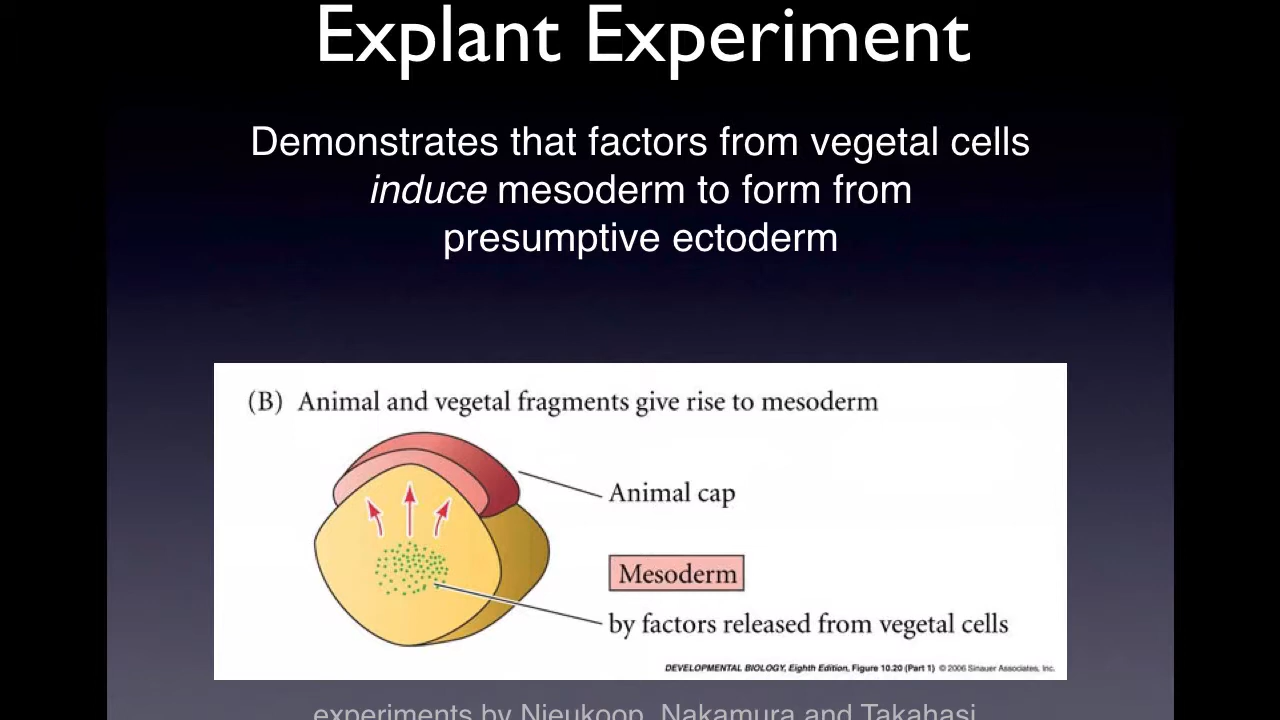 Explant Experiment
Demonstrates that factors from vegetal cells
induce mesoderm to form from
presumptive ectoderm
(B) Animal and vegetal fragments give rise to mesoderm
Animal cap
Mesoderm
by factors released from vegetal cells
DEVELOPMENTAL BIOLOGY, Eighth Edition, Figure 10.20 (Part 1) © 2006 Sinauer Associates, Inc.
experiments by Nieukoop, Nakamura and Takahasi